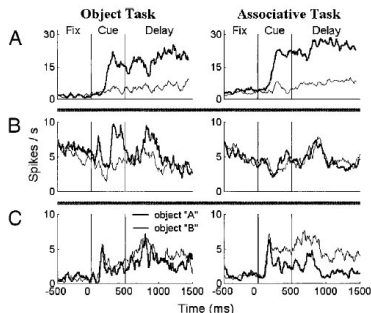 Object Task Associative Task
A
Fix Cue Delay Fix Cue Delay
30 30
15 15
0 0
B
10 10
5 5
0 0
Spikes / s
C
object "A"
object "B"
10 10
5 5
0 0
-500 0 500 1000 1500 -500 0 500 1000 1500
Time (ms)